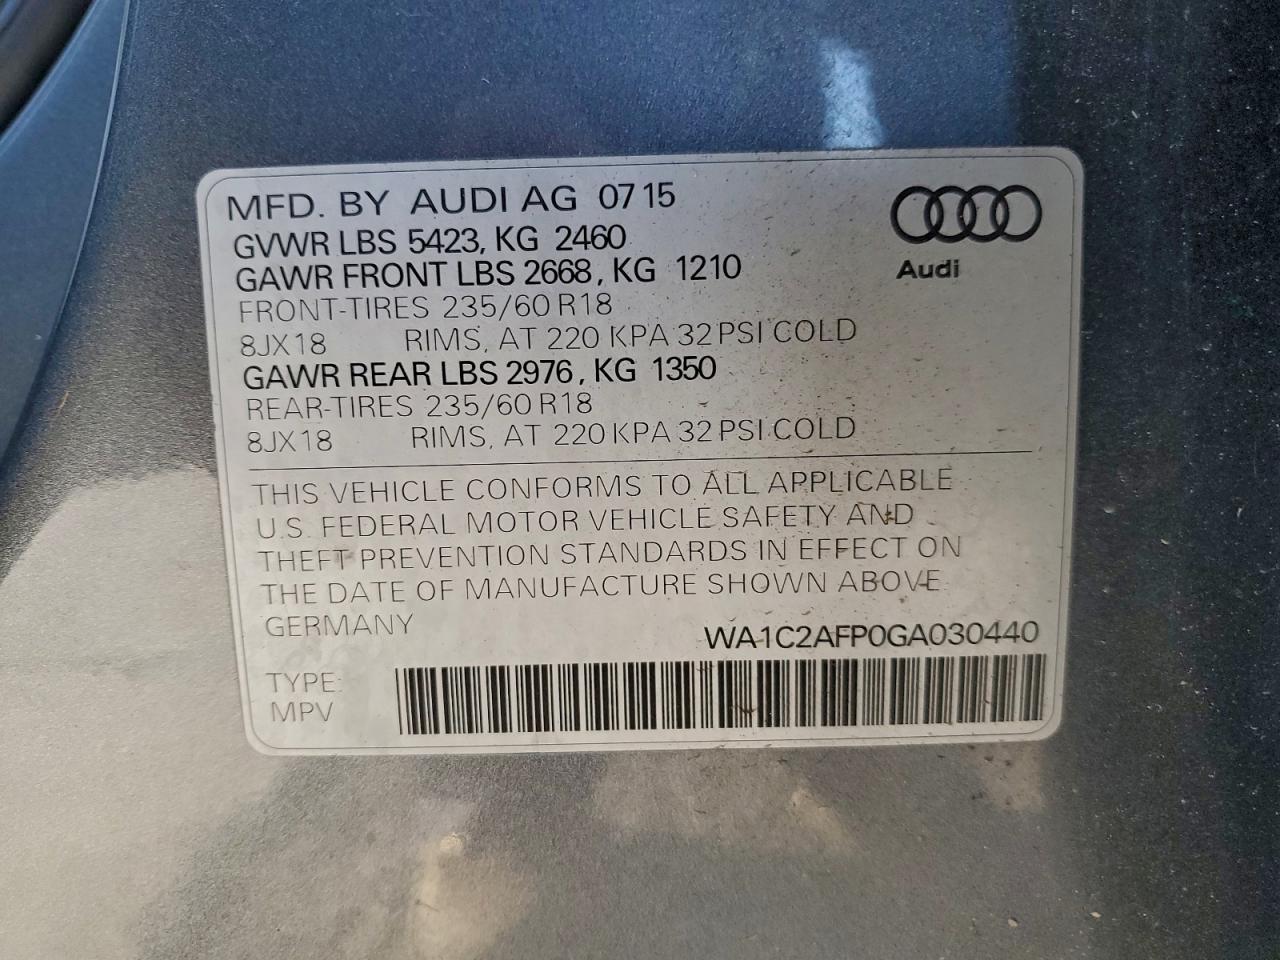 MFD. BY AUDI AG 07 15
GVWR LBS 5423, KG 2460
GAWR FRONT LBS 2668, KG 1210
FRONT-TIRES 235/60 R18
8JX18 RIMS, AT 220 KPA 32 PSI COLD
GAWR REAR LBS 2976, KG 1350
REAR-TIRES 235/60 R18
8JX18 RIMS, AT 220 KPA 32 PSI COLD
Audi
THIS VEHICLE CONFORMS TO ALL APPLICABLE
U.S. FEDERAL MOTOR VEHICLE SAFETY AND
THEFT PREVENTION STANDARDS IN EFFECT ON
THE DATE OF MANUFACTURE SHOWN ABOVE
GERMANY
WA1C2AFP0GA030440
TYPE:
MPV